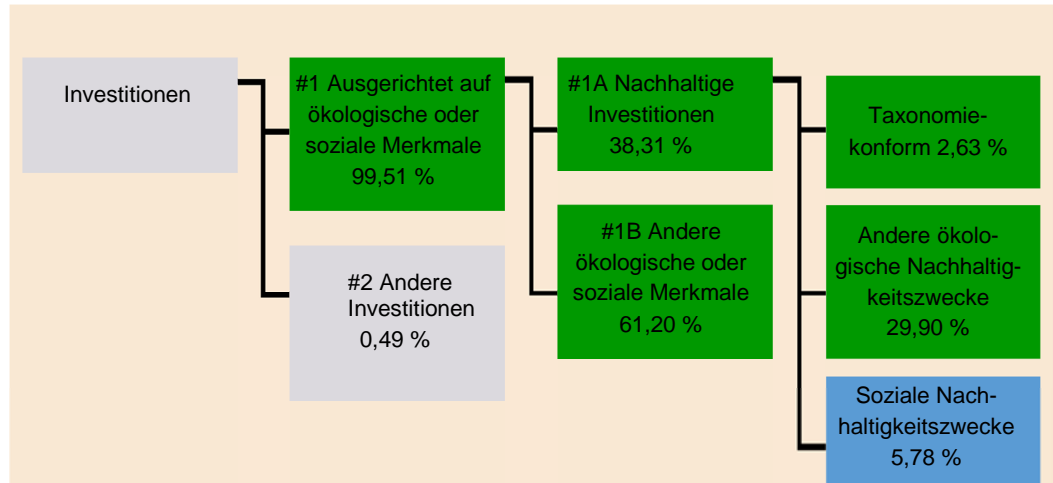 Investitionen
#1 Ausgerichtet auf
ökologische oder
soziale Merkmale
99,51 %
#2 Andere
Investitionen
0,49 %
#1A Nachhaltige
Investitionen
38,31 %
#1B Andere
ökologische oder
soziale Merkmale
61,20 %
Taxonomie-
konform 2,63 %
Andere ökolo-
gische Nachhaltig-
keitszwecke
29,90 %
Soziale Nach-
haltigkeitszwecke
5,78 %